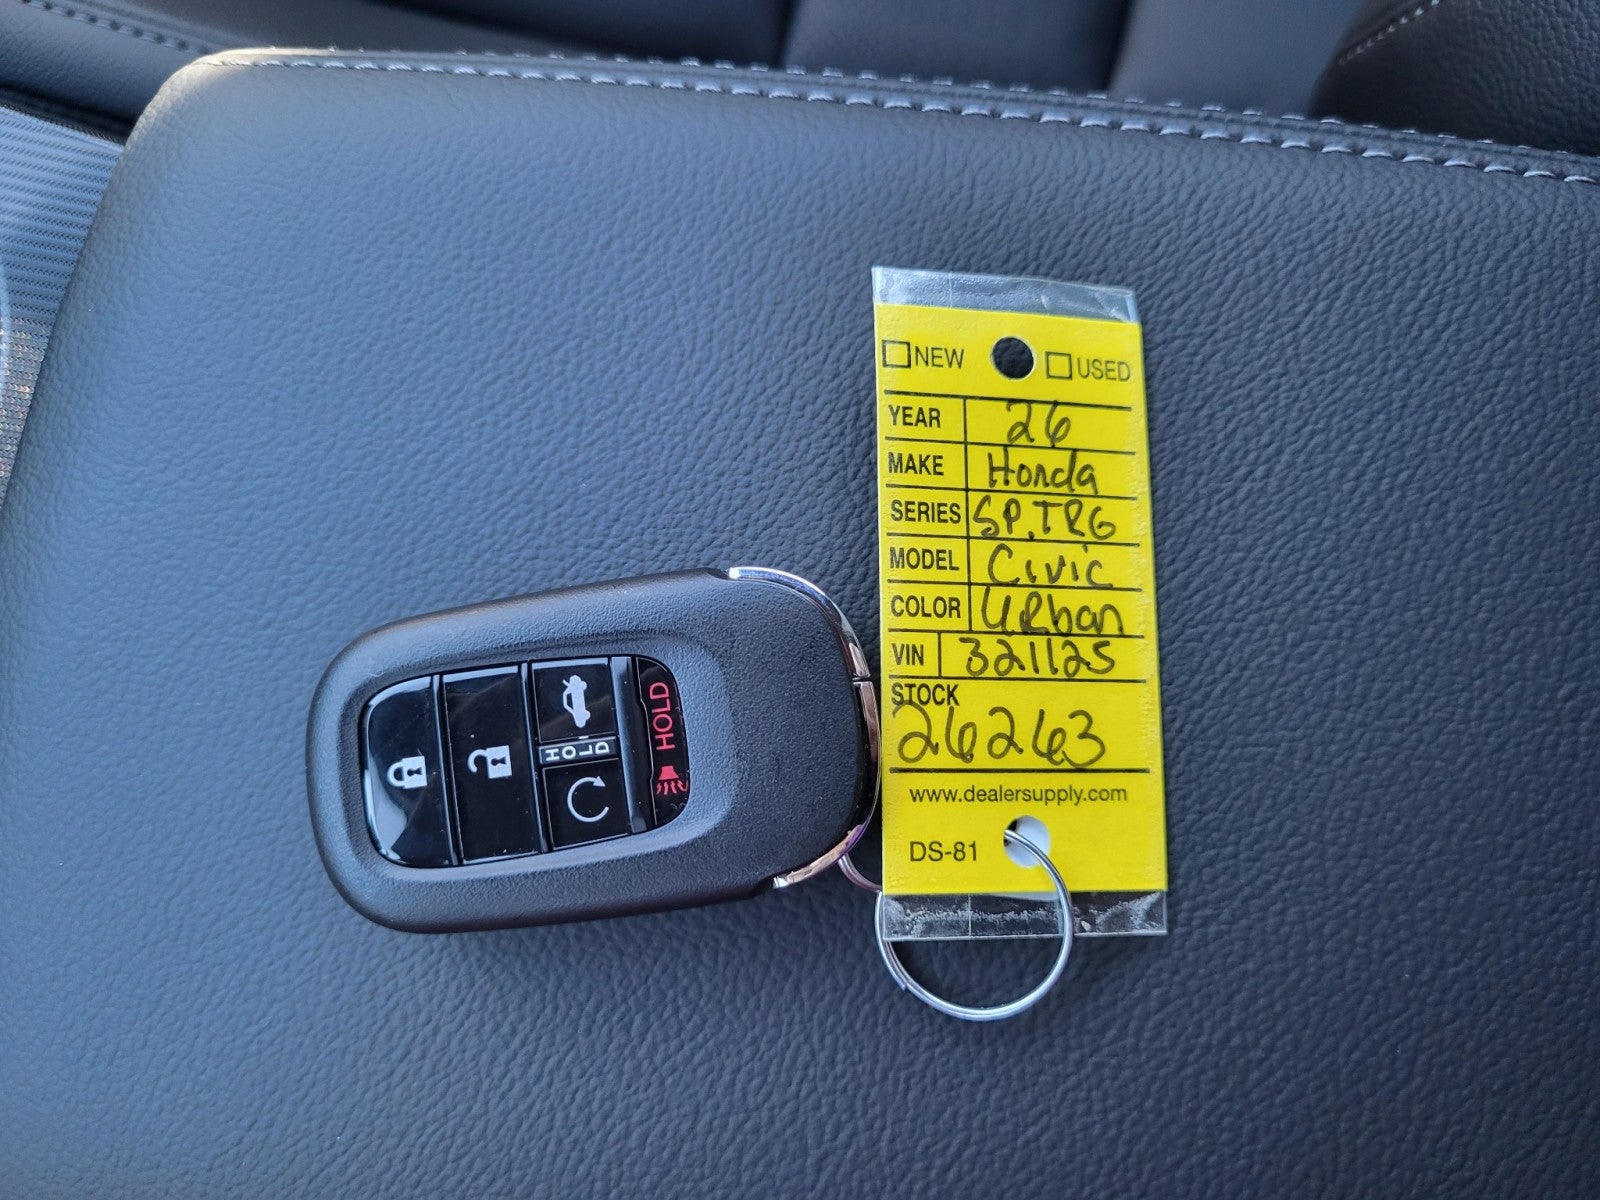 ☐ NEW ☐ USED
YEAR 26
MAKE Honda
SERIES SP.TRG
MODEL Civic
COLOR URban
VIN 321125
STOCK
26263
www.dealersupply.com
DS-81
HOLD
HOLD